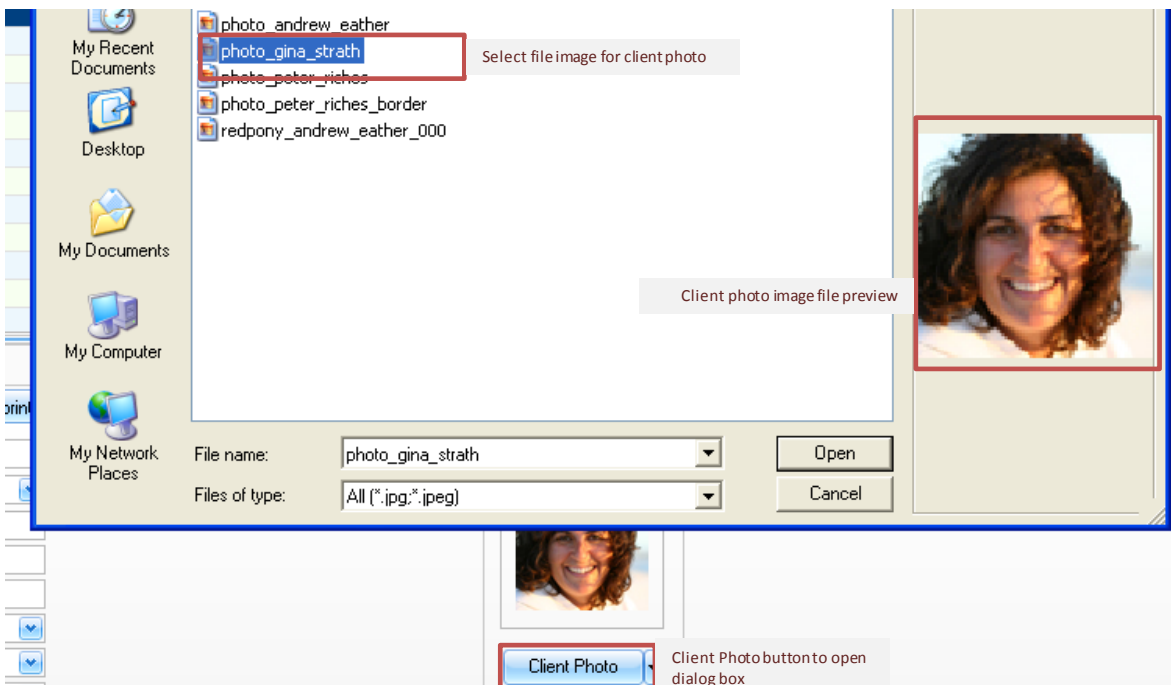 photo_andrew_eather
My Recent
Documents
photo_gina_strath
Select file image for client photo
photo_peter_riches
photo_peter_riches_border
redpony_andrew_eather_000
Desktop
My Documents
Client photo image file preview
My Computer
print
My Network
Places
File name:
photo_gina_strath
Open
Files of type:
All (*.jpg;*.jpeg)
Cancel
Client Photo
Client Photo button to open
dialog box